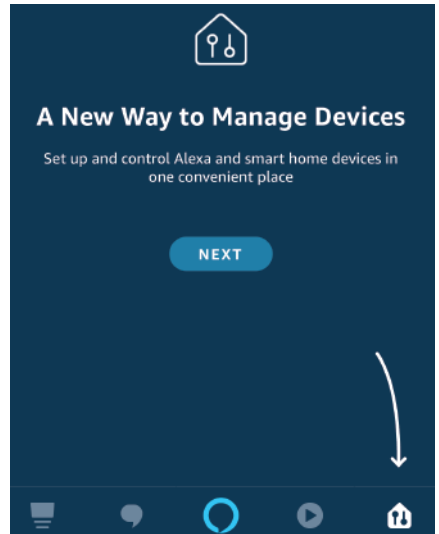 A New Way to Manage Devices
Set up and control Alexa and smart home devices in
one convenient place
NEXT